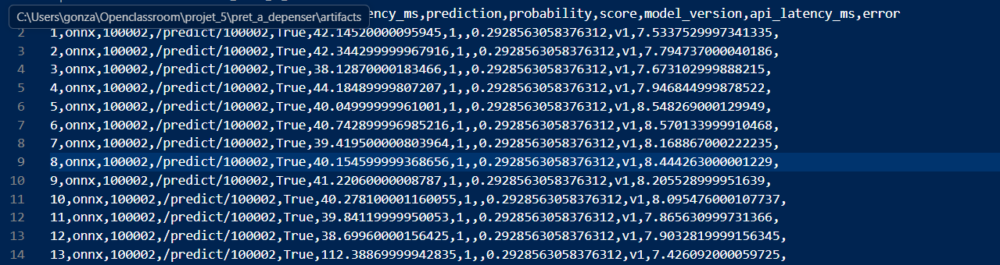 C:\Users\gonza\Openclassroom\projet_5\pret_a_depenser\artifacts
ency_ms,prediction,probability,score,model_version,api_latency_ms,error
2 1,onnx,100002,/predict/100002,True,42.14520000095945,1,,0.2928563058376312,v1,7.5337529997341335,
3 2,onnx,100002,/predict/100002,True,42.344299999967916,1,,0.2928563058376312,v1,7.794737000040186,
4 3,onnx,100002,/predict/100002,True,38.12870000183466,1,,0.2928563058376312,v1,7.673102999888215,
5 4,onnx,100002,/predict/100002,True,44.18489999807207,1,,0.2928563058376312,v1,7.946844999878522,
6 5,onnx,100002,/predict/100002,True,40.04999999961001,1,,0.2928563058376312,v1,8.548269000129949,
7 6,onnx,100002,/predict/100002,True,40.742899996985216,1,,0.2928563058376312,v1,8.570133999910468,
8 7,onnx,100002,/predict/100002,True,39.419500000803964,1,,0.2928563058376312,v1,8.168867000222235,
9 8,onnx,100002,/predict/100002,True,40.154599999368656,1,,0.2928563058376312,v1,8.444263000001229,
10 9,onnx,100002,/predict/100002,True,41.22060000008787,1,,0.2928563058376312,v1,8.205528999951639,
11 10,onnx,100002,/predict/100002,True,40.278100001160055,1,,0.2928563058376312,v1,8.095476000107737,
12 11,onnx,100002,/predict/100002,True,39.84119999950053,1,,0.2928563058376312,v1,7.865630999731366,
13 12,onnx,100002,/predict/100002,True,38.69960000156425,1,,0.2928563058376312,v1,7.9032819999156345,
14 13,onnx,100002,/predict/100002,True,112.38869999942835,1,,0.2928563058376312,v1,7.426092000059725,